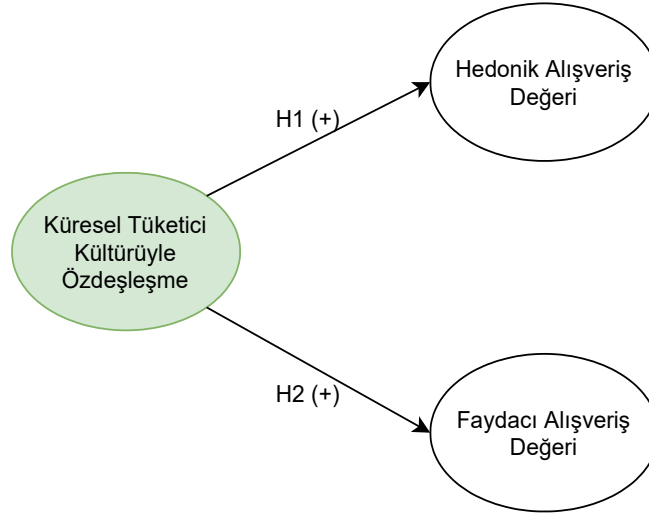 Hedonik Alışveriş
Değeri
H1 (+)
Küresel Tüketici
Kültürüyle
Özdeşleşme
H2 (+)
Faydacı Alışveriş
Değeri